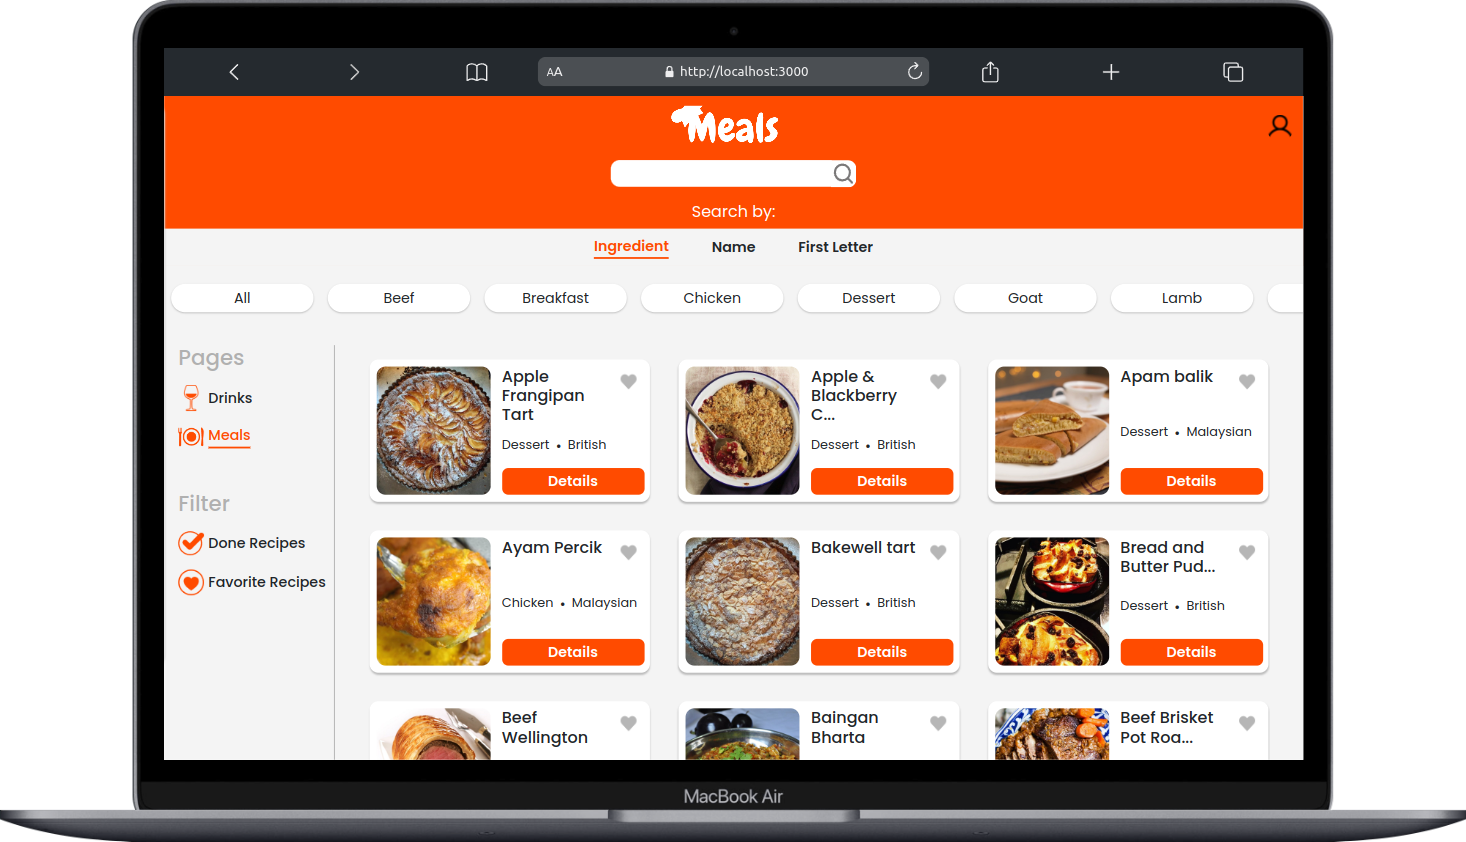 AA
http://localhost:3000
Meals
Search by:
Ingredient
Name
First Letter
All
Beef
Breakfast
Chicken
Dessert
Goat
Lamb
Pages
Drinks
Meals
Filter
Done Recipes
Favorite Recipes
Apple
Frangipan
Tart
Dessert • British
Details
Apple &
Blackberry
C...
Dessert • British
Details
Apam balik
Dessert • Malaysian
Details
Ayam Percik
Chicken • Malaysian
Details
Bakewell tart
Dessert • British
Details
Bread and
Butter Pud...
Dessert • British
Details
Beef
Wellington
Baingan
Bharta
Beef Brisket
Pot Roa...
MacBook Air